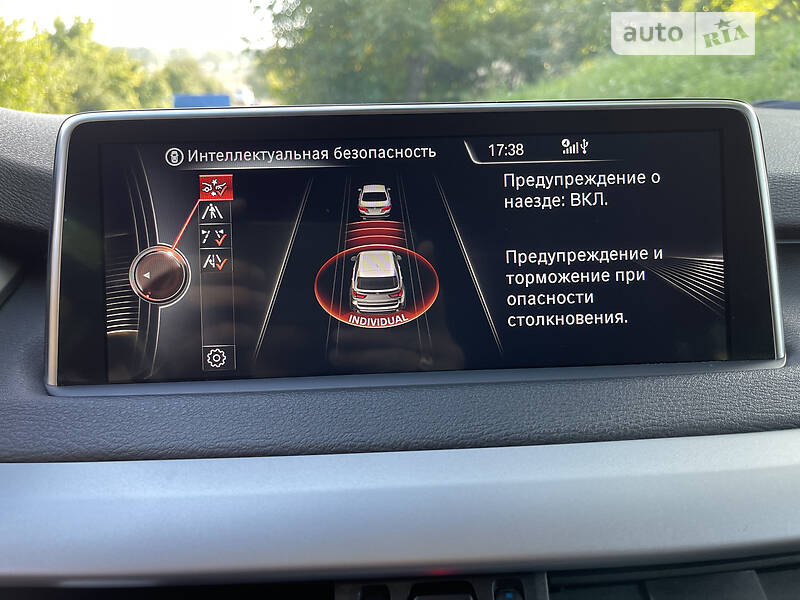 auto RIA
Интеллектуальная безопасность
17:38
Предупреждение о
наезде: ВКЛ.
Предупреждение и
торможение при
опасности
столкновения.
INDIVIDUAL